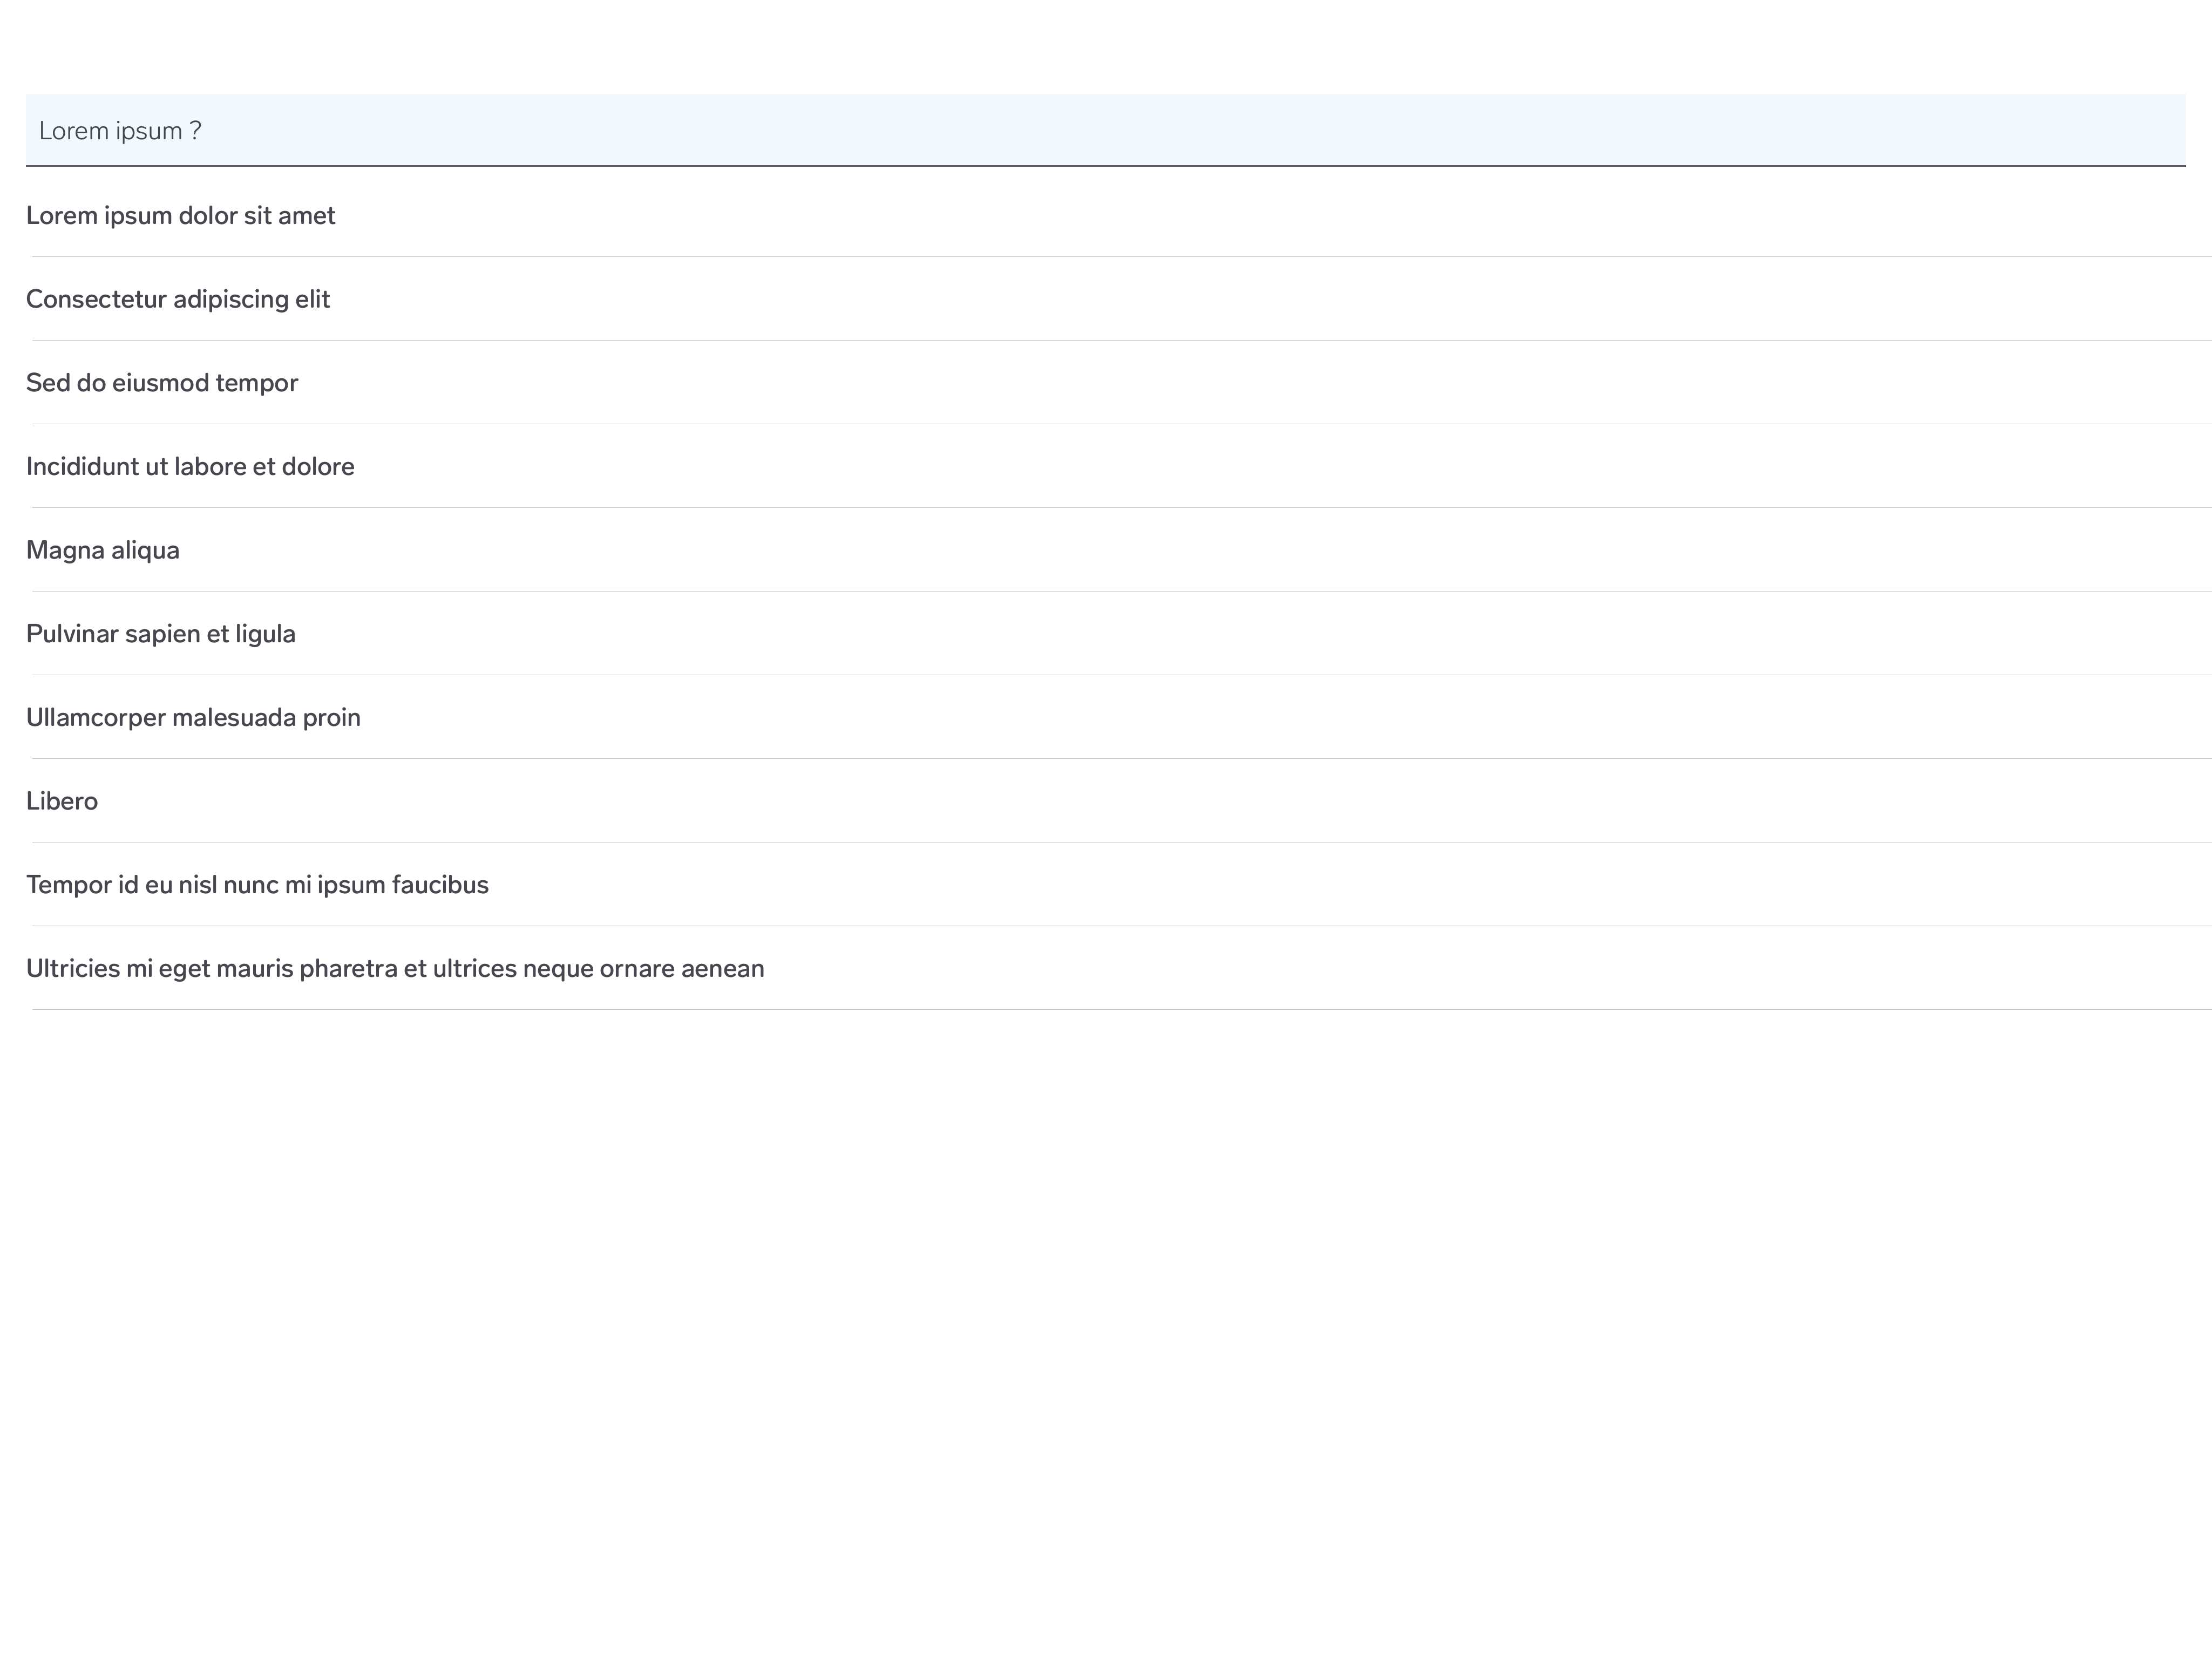 Lorem ipsum ?
Lorem ipsum dolor sit amet
Consectetur adipiscing elit
Sed do eiusmod tempor
Incididunt ut labore et dolore
Magna aliqua
Pulvinar sapien et ligula
Ullamcorper malesuada proin
Libero
Tempor id eu nisl nunc mi ipsum faucibus
Ultricies mi eget mauris pharetra et ultrices neque ornare aenean